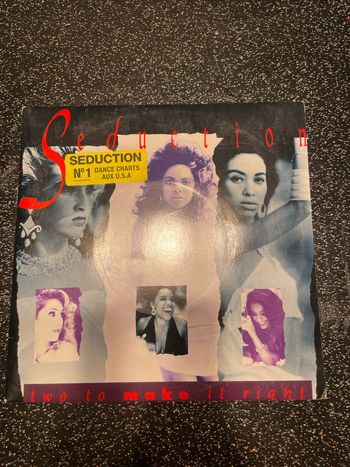 Seduction
SEDUCTION
N°1 DANCE CHARTS
AUX U.S.A
two to make it right